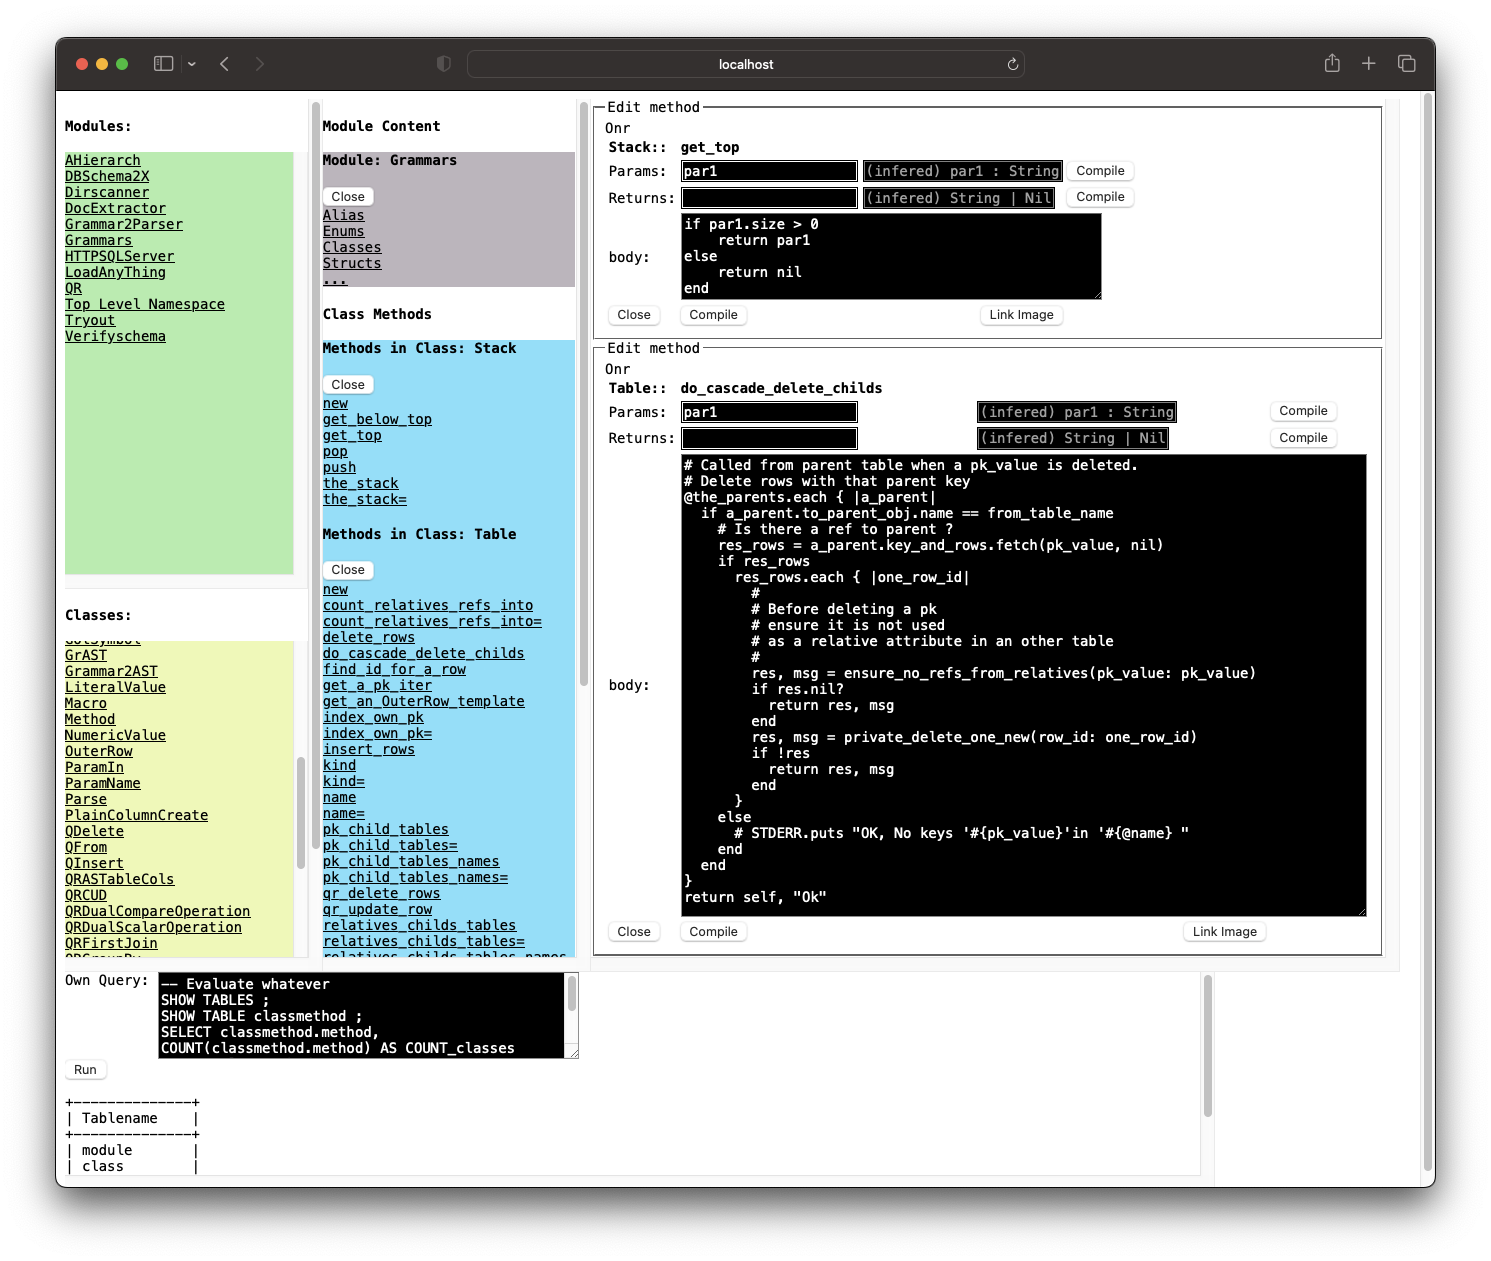 localhost
Modules:
AHierarch
DBSchema2X
Dirscanner
DocExtractor
Grammar2Parser
Grammars
HTTPSQLServer
LoadAnyThing
QR
Top Level Namespace
Tryout
Verifyschema
Classes:
GrAST
Grammar2AST
LiteralValue
Macro
Method
NumericValue
OuterRow
ParamIn
ParamName
Parse
PlainColumnCreate
QDelete
QFrom
QInsert
QRASTableCols
QRCUD
QRDualCompareOperation
QRDualScalarOperation
QRFirstJoin
Module Content
Module: Grammars
Close
Alias
Enums
Classes
Structs
...
Class Methods
Methods in Class: Stack
Close
new
get_below_top
get_top
pop
push
the_stack
the_stack=
Methods in Class: Table
Close
new
count_relatives_refs_into
count_relatives_refs_into=
delete_rows
do_cascade_delete_childs
find_id_for_a_row
get_a_pk_iter
get_an_OuterRow_template
index_own_pk
index_own_pk=
insert_rows
kind
kind=
name
name=
pk_child_tables
pk_child_tables=
pk_child_tables_names
pk_child_tables_names=
qr_delete_rows
qr_update_row
relatives_childs_tables
relatives_childs_tables=
relatives_childs_tables_names
Edit method
Onr
Stack:: get_top
Params: par1 (infered) par1 : String Compile
Returns: (infered) String | Nil Compile
body:
if par1.size > 0
    return par1
else
    return nil
end
Close Compile Link Image
Edit method
Onr
Table:: do_cascade_delete_childs
Params: par1 (infered) par1 : String Compile
Returns: (infered) String | Nil Compile
body:
# Called from parent table when a pk_value is deleted.
# Delete rows with that parent key
@the_parents.each { |a_parent|
  if a_parent.to_parent_obj.name == from_table_name
    # Is there a ref to parent ?
    res_rows = a_parent.key_and_rows.fetch(pk_value, nil)
    if res_rows
      res_rows.each { |one_row_id|
        #
        # Before deleting a pk
        # ensure it is not used
        # as a relative attribute in an other table
        #
        res, msg = ensure_no_refs_from_relatives(pk_value: pk_value)
        if res.nil?
          return res, msg
        end
        res, msg = private_delete_one_new(row_id: one_row_id)
        if !res
          return res, msg
        end
      }
    else
      # STDERR.puts "OK, No keys '#{pk_value}'in '#{@name} "
    end
  end
}
return self, "Ok"
Close Compile Link Image
Own Query:
-- Evaluate whatever
SHOW TABLES ;
SHOW TABLE classmethod ;
SELECT classmethod.method,
COUNT(classmethod.method) AS COUNT_classes
Run
+--------------+
| Tablename    |
+--------------+
| module       |
| class        |